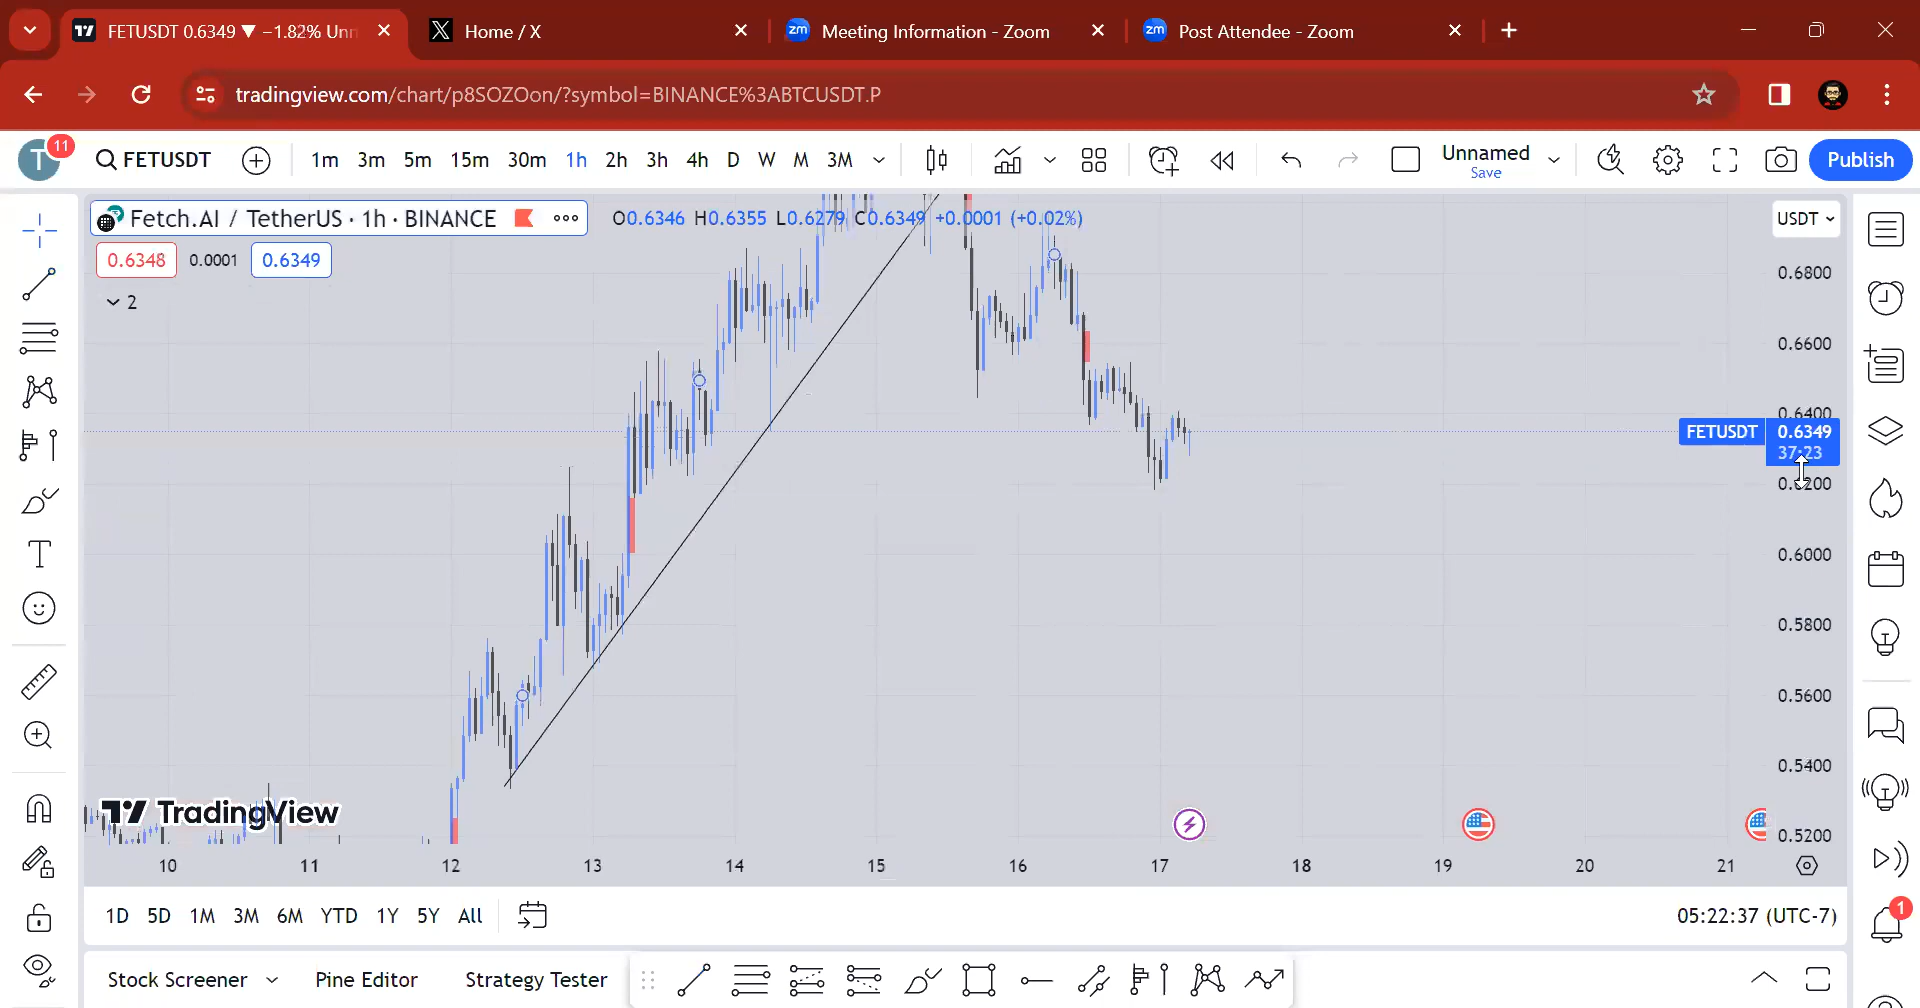 FETUSDT 0.6349 ▼ −1.82% Unn
Home / X
zm Meeting Information - Zoom
zm Post Attendee - Zoom
tradingview.com/chart/p8SOZOon/?symbol=BINANCE%3ABTCUSDT.P
T 11 FETUSDT 1m 3m 5m 15m 30m 1h 2h 3h 4h D W M 3M Unnamed Publish
Save
Fetch.AI / TetherUS · 1h · BINANCE O0.6346 H0.6355 L0.6279 C0.6349 +0.0001 (+0.02%) USDT
0.6348 0.0001 0.6349
2
0.6800
0.6600
0.6400
FETUSDT 0.6349
37:23
0.6200
0.6000
0.5800
0.5600
0.5400
TradingView
0.5200
10 11 12 13 14 15 16 17 18 19 20 21
1D 5D 1M 3M 6M YTD 1Y 5Y All 05:22:37 (UTC-7)
1
Stock Screener Pine Editor Strategy Tester